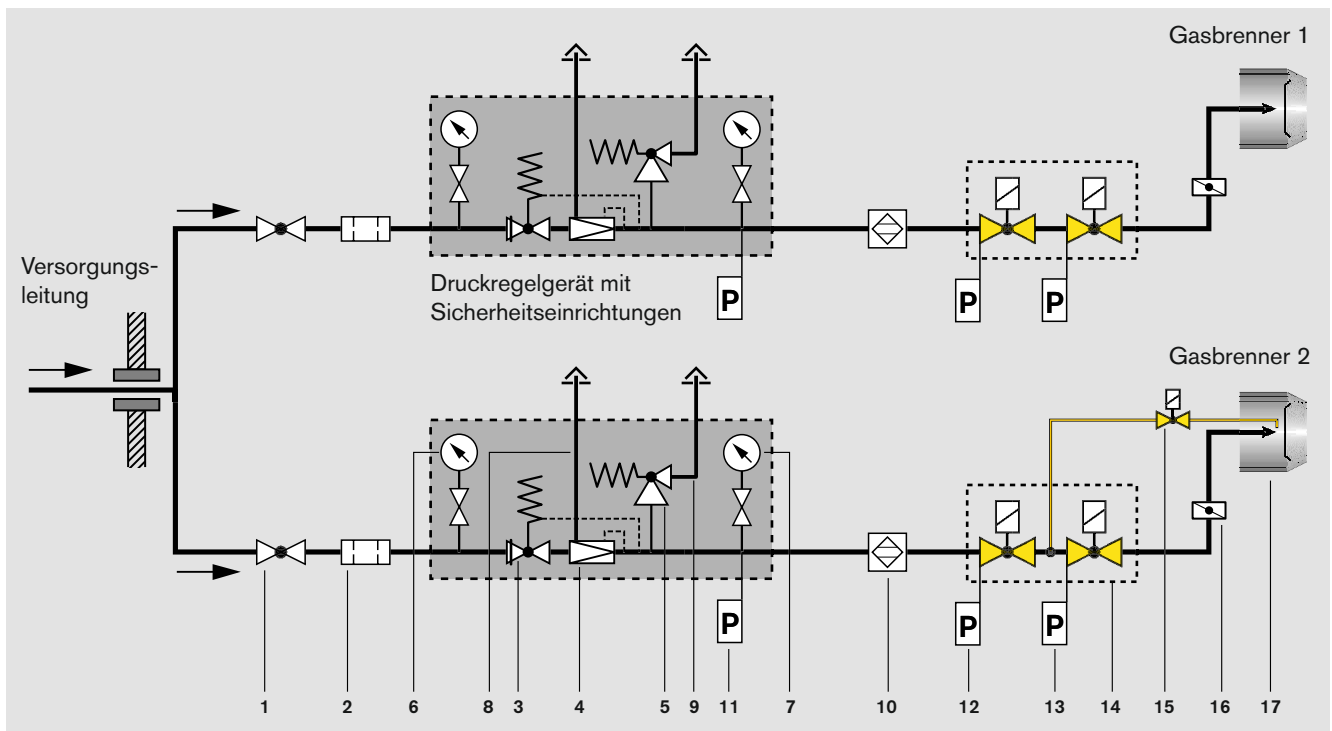 Gasbrenner 1
Versorgungs-
leitung
Druckregelgerät mit
Sicherheitseinrichtungen
P
P
P
Gasbrenner 2
P
P
P
1
2
6
8
3
4
5
9
11
7
10
12
13
14
15
16
17